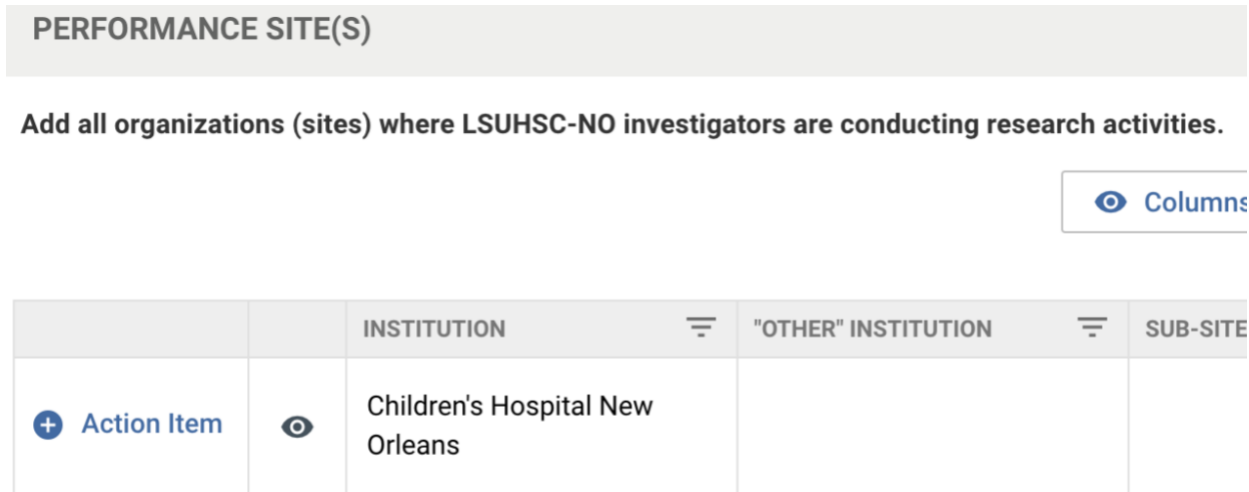 PERFORMANCE SITE(S)
Add all organizations (sites) where LSUHSC-NO investigators are conducting research activities.
Columns
INSTITUTION
"OTHER" INSTITUTION
SUB-SITE
Action Item
Children's Hospital New
Orleans